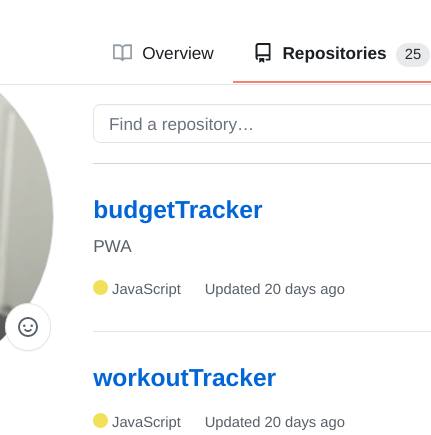 Overview Repositories 25
Find a repository…
budgetTracker
PWA
JavaScript Updated 20 days ago
workoutTracker
JavaScript Updated 20 days ago